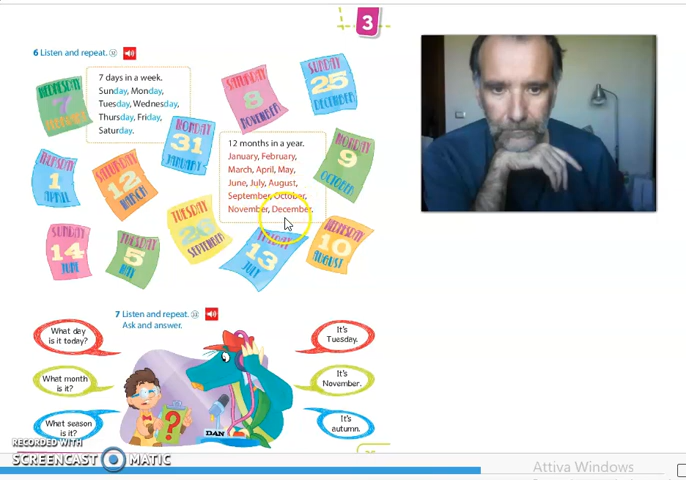 3
6 Listen and repeat.
7 days in a week.
Sunday, Monday,
Tuesday, Wednesday,
Thursday, Friday,
Saturday.
WEDNESDAY
7
SATURDAY
8
NOVEMBER
SUNDAY
25
DECEMBER
MONDAY
31
JANUARY
12 months in a year.
January, February,
March, April, May,
June, July, August,
September, October,
November, December.
MONDAY
9
OCTOBER
TUESDAY
1
APRIL
SATURDAY
12
MARCH
SUNDAY
14
JUNE
TUESDAY
5
MAY
TUESDAY
20
SEPTEMBER
13
JULY
WEDNESDAY
10
AUGUST
7 Listen and repeat.
Ask and answer.
What day
is it today?
It's
Tuesday.
What month
is it?
It's
November.
What season
is it?
It's
autumn.
?
DAN
RECORDED WITH
SCREENCAST MATIC
Attiva Windows